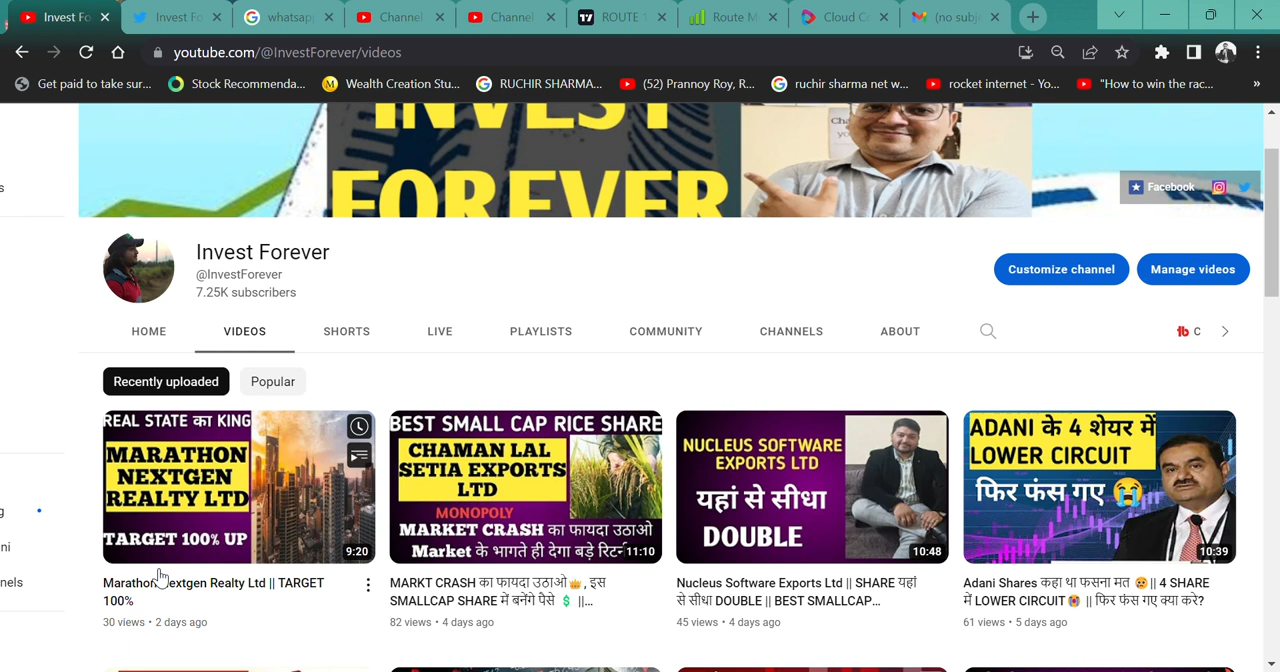 Invest Fo
Invest Fo
whatsap
Channel
Channel
ROUTE 1
Route M
Cloud Co
(no subj
youtube.com/@InvestForever/videos
Get paid to take sur...
Stock Recommenda...
Wealth Creation Stu...
RUCHIR SHARMA...
(52) Prannoy Roy, R...
ruchir sharma net w...
rocket internet - Yo...
"How to win the rac...
»
INVEST
FOREVER
Facebook
Invest Forever
@InvestForever
7.25K subscribers
Customize channel
Manage videos
HOME
VIDEOS
SHORTS
LIVE
PLAYLISTS
COMMUNITY
CHANNELS
ABOUT
C
Recently uploaded
Popular
REAL STATE का KING
MARATHON
NEXTGEN
REALTY LTD
TARGET 100% UP
9:20
BEST SMALL CAP RICE SHARE
CHAMAN LAL
SETIA EXPORTS
LTD
MONOPOLY
MARKET CRASH का फायदा उठाओ
Market के भागते ही देगा बड़े रिटर्न
11:10
NUCLEUS SOFTWARE
EXPORTS LTD
यहां से सीधा
DOUBLE
10:48
ADANI के 4 शेयर में
LOWER CIRCUIT
फिर फंस गए 😭
10:39
Marathon Nextgen Realty Ltd || TARGET
100%
30 views • 2 days ago
MARKT CRASH का फायदा उठाओ👑, इस
SMALLCAP SHARE में बनेंगे पैसे 💲 ||...
82 views • 4 days ago
Nucleus Software Exports Ltd || SHARE यहां
से सीधा DOUBLE || BEST SMALLCAP...
45 views • 4 days ago
Adani Shares कहा था फसना मत 😢|| 4 SHARE
में LOWER CIRCUIT😭 || फिर फंस गए क्या करे?
61 views • 5 days ago